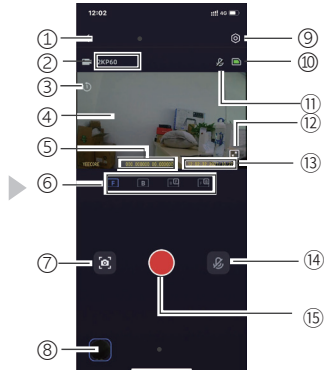 12:02 4G
① ⑨
② 2KP60 ⑩
③ ⑪
④ ⑫
⑤ ⑬
⑥ F B
⑦ ⑭
⑮
⑧